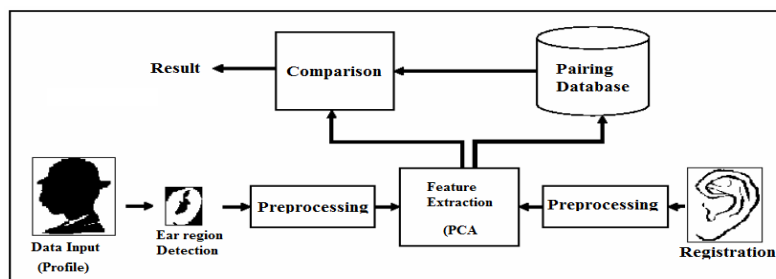 Result
Comparison
Pairing
Database
Data Input
(Profile)
Ear region
Detection
Preprocessing
Feature
Extraction
(PCA
Preprocessing
Registration